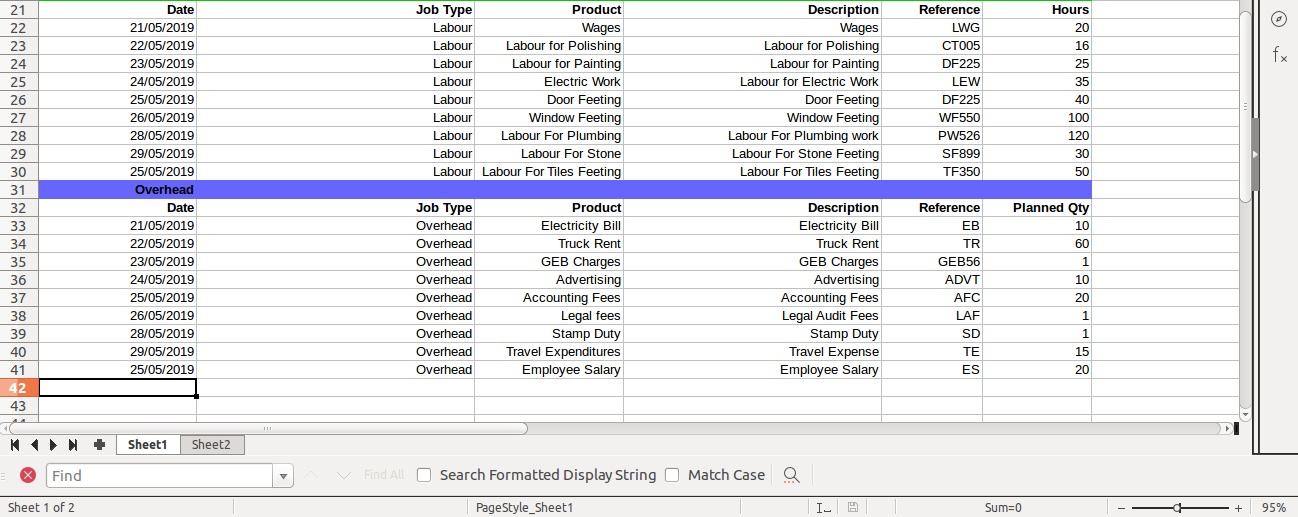 21 Date Job Type Product Description Reference Hours
22 21/05/2019 Labour Wages Wages LWG 20
23 22/05/2019 Labour Labour for Polishing Labour for Polishing CT005 16
24 23/05/2019 Labour Labour for Painting Labour for Painting DF225 25
25 24/05/2019 Labour Electric Work Labour for Electric Work LEW 35
26 25/05/2019 Labour Door Feeting Door Feeting DF225 40
27 26/05/2019 Labour Window Feeting Window Feeting WF550 100
28 28/05/2019 Labour Labour For Plumbing Labour For Plumbing work PW526 120
29 29/05/2019 Labour Labour For Stone Labour For Stone Feeting SF899 30
30 25/05/2019 Labour Labour For Tiles Feeting Labour For Tiles Feeting TF350 50
31 Overhead
32 Date Job Type Product Description Reference Planned Qty
33 21/05/2019 Overhead Electricity Bill Electricity Bill EB 10
34 22/05/2019 Overhead Truck Rent Truck Rent TR 60
35 23/05/2019 Overhead GEB Charges GEB Charges GEB56 1
36 24/05/2019 Overhead Advertising Advertising ADVT 10
37 25/05/2019 Overhead Accounting Fees Accounting Fees AFC 20
38 26/05/2019 Overhead Legal fees Legal Audit Fees LAF 1
39 28/05/2019 Overhead Stamp Duty Stamp Duty SD 1
40 29/05/2019 Overhead Travel Expenditures Travel Expense TE 15
41 25/05/2019 Overhead Employee Salary Employee Salary ES 20
42
43
Sheet1 Sheet2
Find Find All Search Formatted Display String Match Case
Sheet 1 of 2 PageStyle_Sheet1 Sum=0 95%